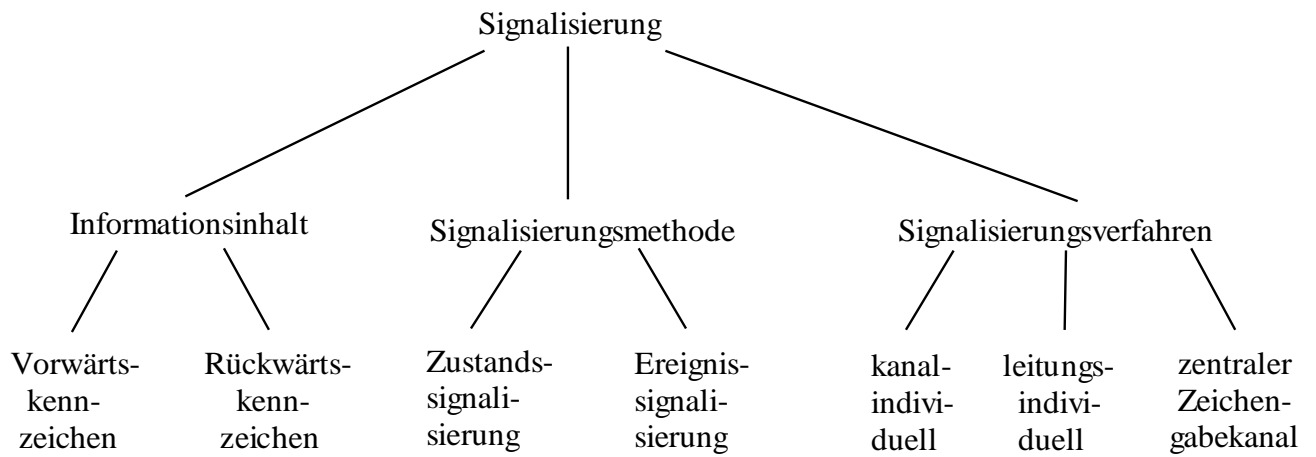 Signalisierung
Informationsinhalt
Signalisierungsmethode
Signalisierungsverfahren
Vorwärts-
kenn-
zeichen
Rückwärts-
kenn-
zeichen
Zustands-
signali-
sierung
Ereignis-
signali-
sierung
kanal-
indivi-
duell
leitungs-
indivi-
duell
zentraler
Zeichen-
gabekanal